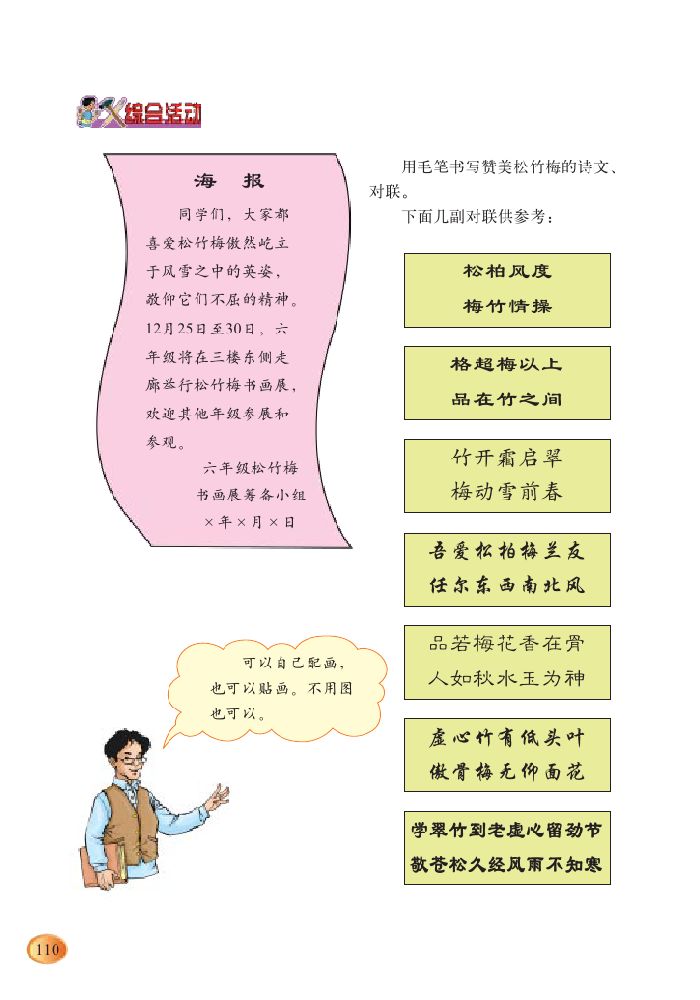 综合活动
海 报
同学们，大家都
喜爱松竹梅傲然屹立
于风雪之中的英姿，
敬仰它们不屈的精神。
12月25日至30日，六
年级将在三楼东侧走
廊举行松竹梅书画展，
欢迎其他年级参展和
参观。
六年级松竹梅
书画展筹备小组
×年×月×日
用毛笔书写赞美松竹梅的诗文、
对联。
下面几副对联供参考：
松柏风度
梅竹情操
格超梅以上
品在竹之间
竹开霜启翠
梅动雪前春
吾爱松柏梅兰友
任尔东西南北风
品若梅花香在骨
人如秋水玉为神
虚心竹有低头叶
傲骨梅无仰面花
学翠竹到老虚心留劲节
敬苍松久经风雨不知寒
可以自己配画，
也可以贴画。不用图
也可以。
110